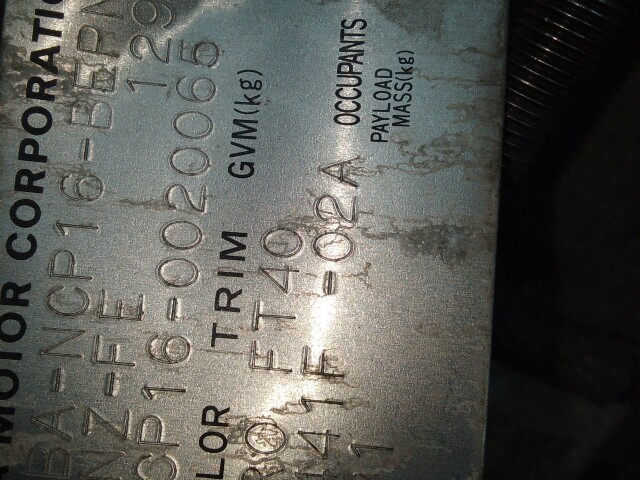 MOTOR CORPORATIO
BA-NCP16-BEPN
NZ-FE 129
CP16-0020065
LOR TRIM GVM(kg)
FT40
41F -02A OCCUPANTS
1 PAYLOAD
MASS(kg)